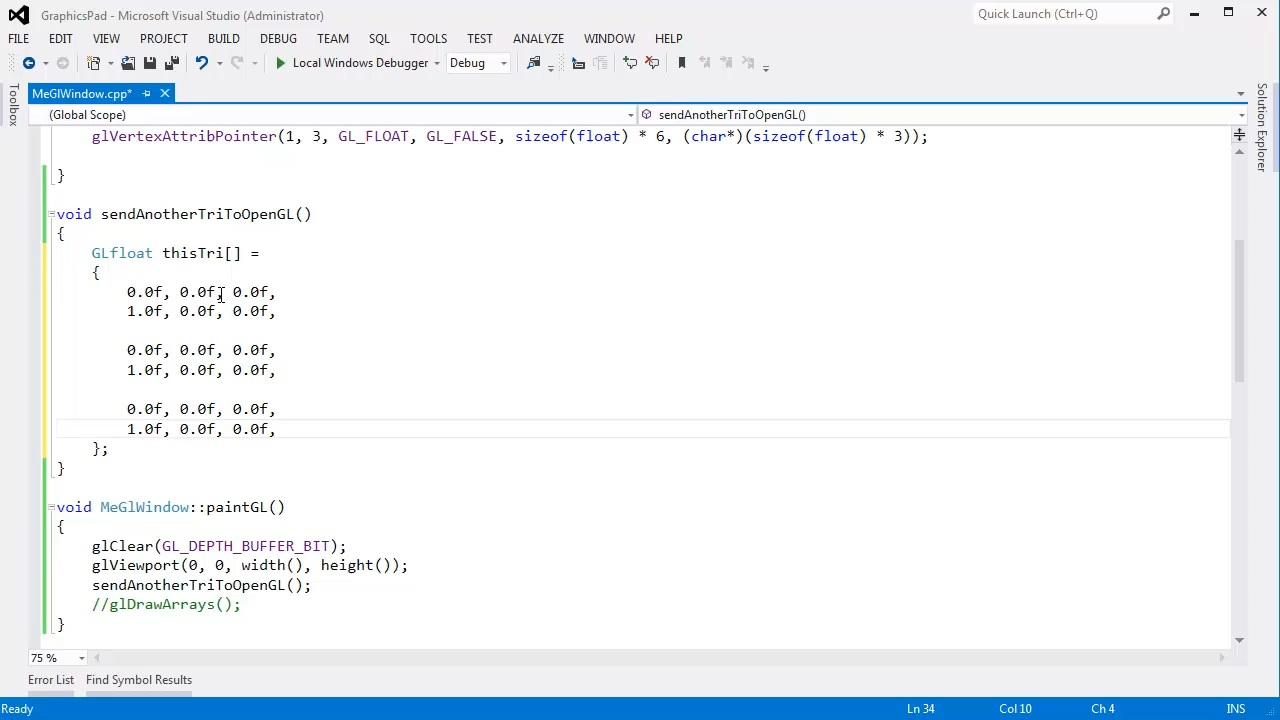 GraphicsPad - Microsoft Visual Studio (Administrator)
Quick Launch (Ctrl+Q)
FILE EDIT VIEW PROJECT BUILD DEBUG TEAM SQL TOOLS TEST ANALYZE WINDOW HELP
Local Windows Debugger Debug
Toolbox
MeGlWindow.cpp*
Solution Explorer
(Global Scope) sendAnotherTriToOpenGL()
glVertexAttribPointer(1, 3, GL_FLOAT, GL_FALSE, sizeof(float) * 6, (char*)(sizeof(float) * 3));
}
void sendAnotherTriToOpenGL()
{
GLfloat thisTri[] =
{
0.0f, 0.0f, 0.0f,
1.0f, 0.0f, 0.0f,
0.0f, 0.0f, 0.0f,
1.0f, 0.0f, 0.0f,
0.0f, 0.0f, 0.0f,
1.0f, 0.0f, 0.0f,
};
}
void MeGlWindow::paintGL()
{
glClear(GL_DEPTH_BUFFER_BIT);
glViewport(0, 0, width(), height());
sendAnotherTriToOpenGL();
//glDrawArrays();
}
75 %
Error List Find Symbol Results
Ready Ln 34 Col 10 Ch 4 INS